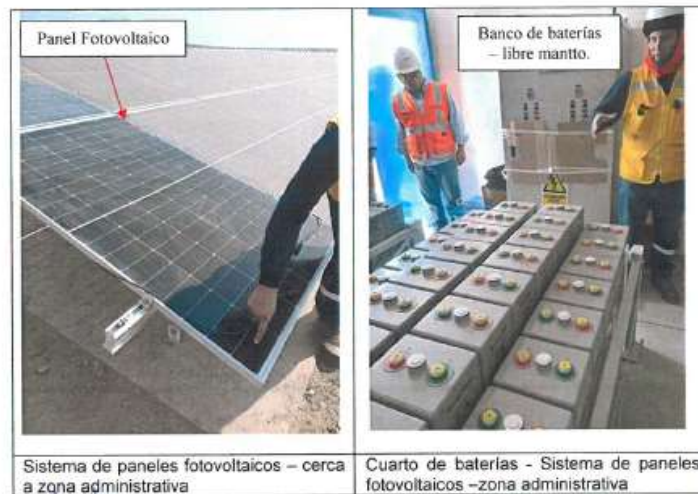 Panel Fotovoltaico
Banco de baterías
– libre mantto.
Sistema de paneles fotovoltaicos – cerca
a zona administrativa
Cuarto de baterías - Sistema de paneles
fotovoltaicos –zona administrativa